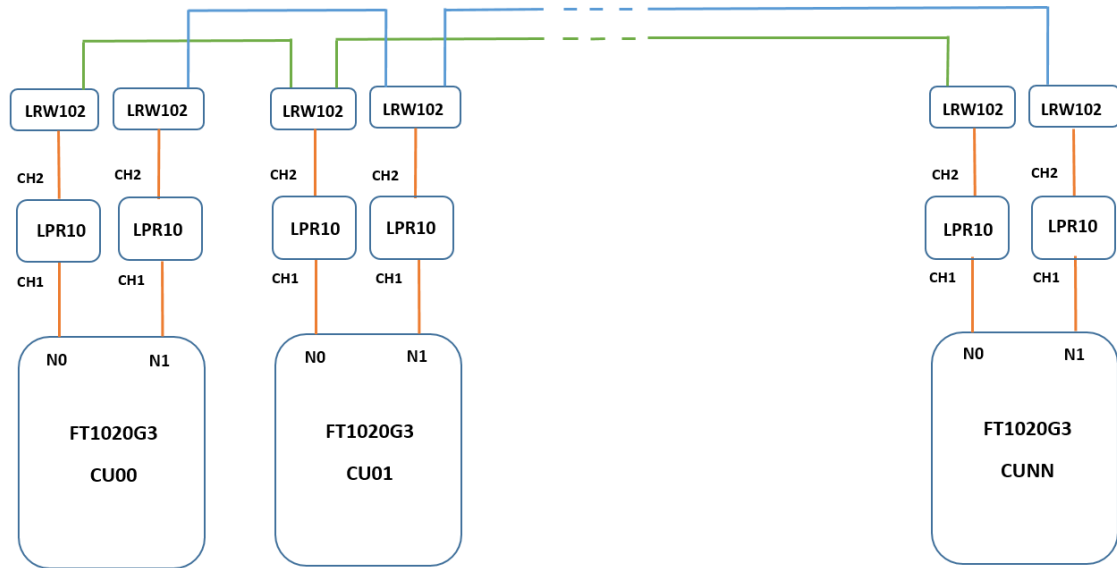 LRW102
LRW102
LRW102
LRW102
LRW102
LRW102
CH2
CH2
CH2
CH2
CH2
CH2
LPR10
LPR10
LPR10
LPR10
LPR10
LPR10
CH1
CH1
CH1
CH1
CH1
CH1
N0
N1
N0
N1
N0
N1
FT1020G3
CU00
FT1020G3
CU01
FT1020G3
CUNN